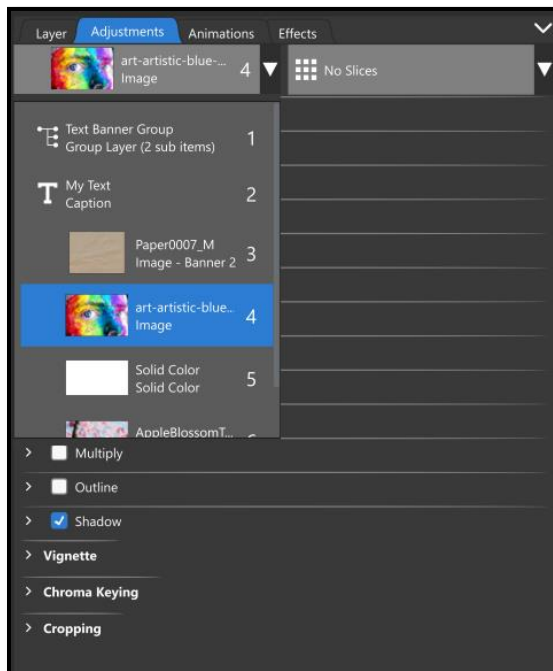 Layer Adjustments Animations Effects
art-artistic-blue-...
Image
4
No Slices
Text Banner Group
Group Layer (2 sub items)
1
My Text
Caption
2
Paper0007_M
Image - Banner 2
3
art-artistic-blue...
Image
4
Solid Color
Solid Color
5
AppleBlossomT...
Multiply
Outline
Shadow
Vignette
Chroma Keying
Cropping